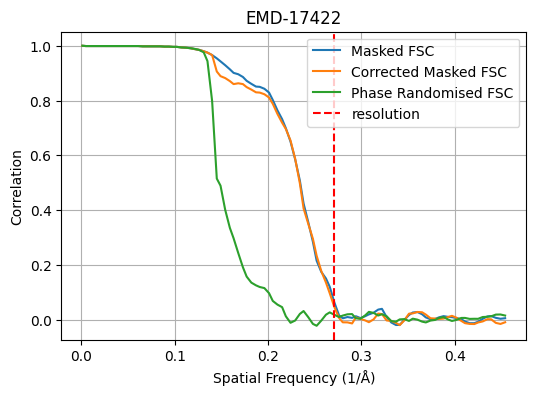 EMD-17422
1.0
0.8
0.6
0.4
0.2
0.0
Correlation
Masked FSC
Corrected Masked FSC
Phase Randomised FSC
resolution
0.0 0.1 0.2 0.3 0.4
Spatial Frequency (1/Å)